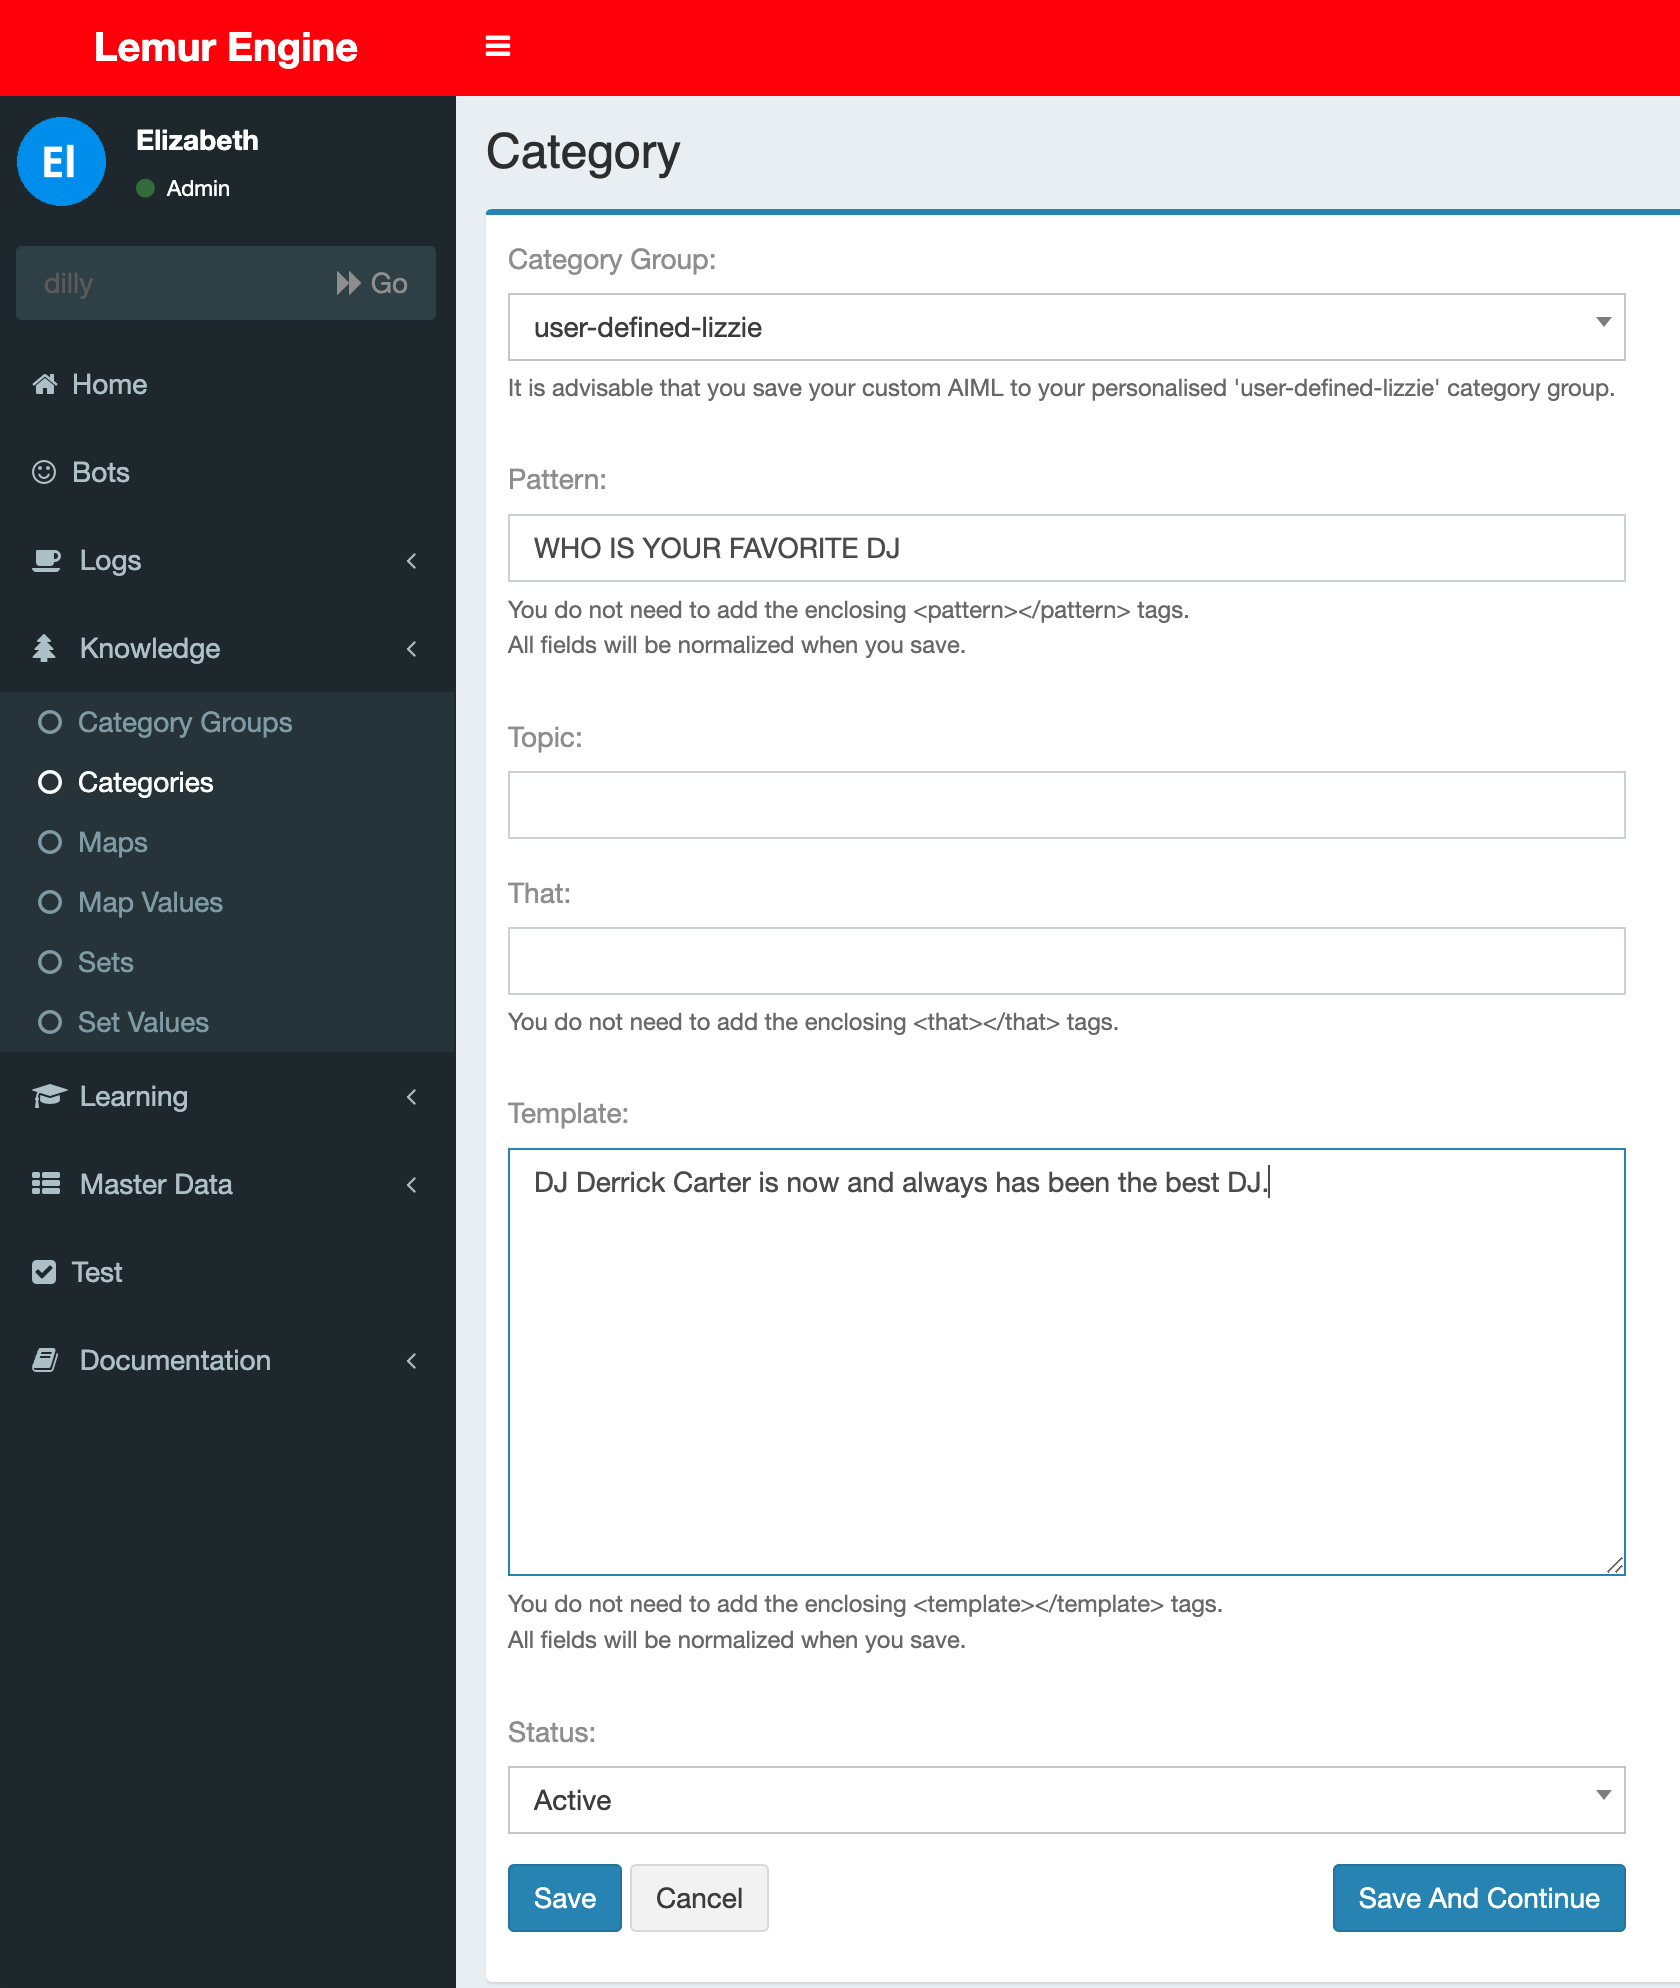 Lemur Engine
El
Elizabeth
Admin
dilly
Go
Home
Bots
Logs
Knowledge
Category Groups
Categories
Maps
Map Values
Sets
Set Values
Learning
Master Data
Test
Documentation
Category
Category Group:
user-defined-lizzie
It is advisable that you save your custom AIML to your personalised 'user-defined-lizzie' category group.
Pattern:
WHO IS YOUR FAVORITE DJ
You do not need to add the enclosing <pattern></pattern> tags.
All fields will be normalized when you save.
Topic:
That:
You do not need to add the enclosing <that></that> tags.
Template:
DJ Derrick Carter is now and always has been the best DJ.
You do not need to add the enclosing <template></template> tags.
All fields will be normalized when you save.
Status:
Active
Save
Cancel
Save And Continue